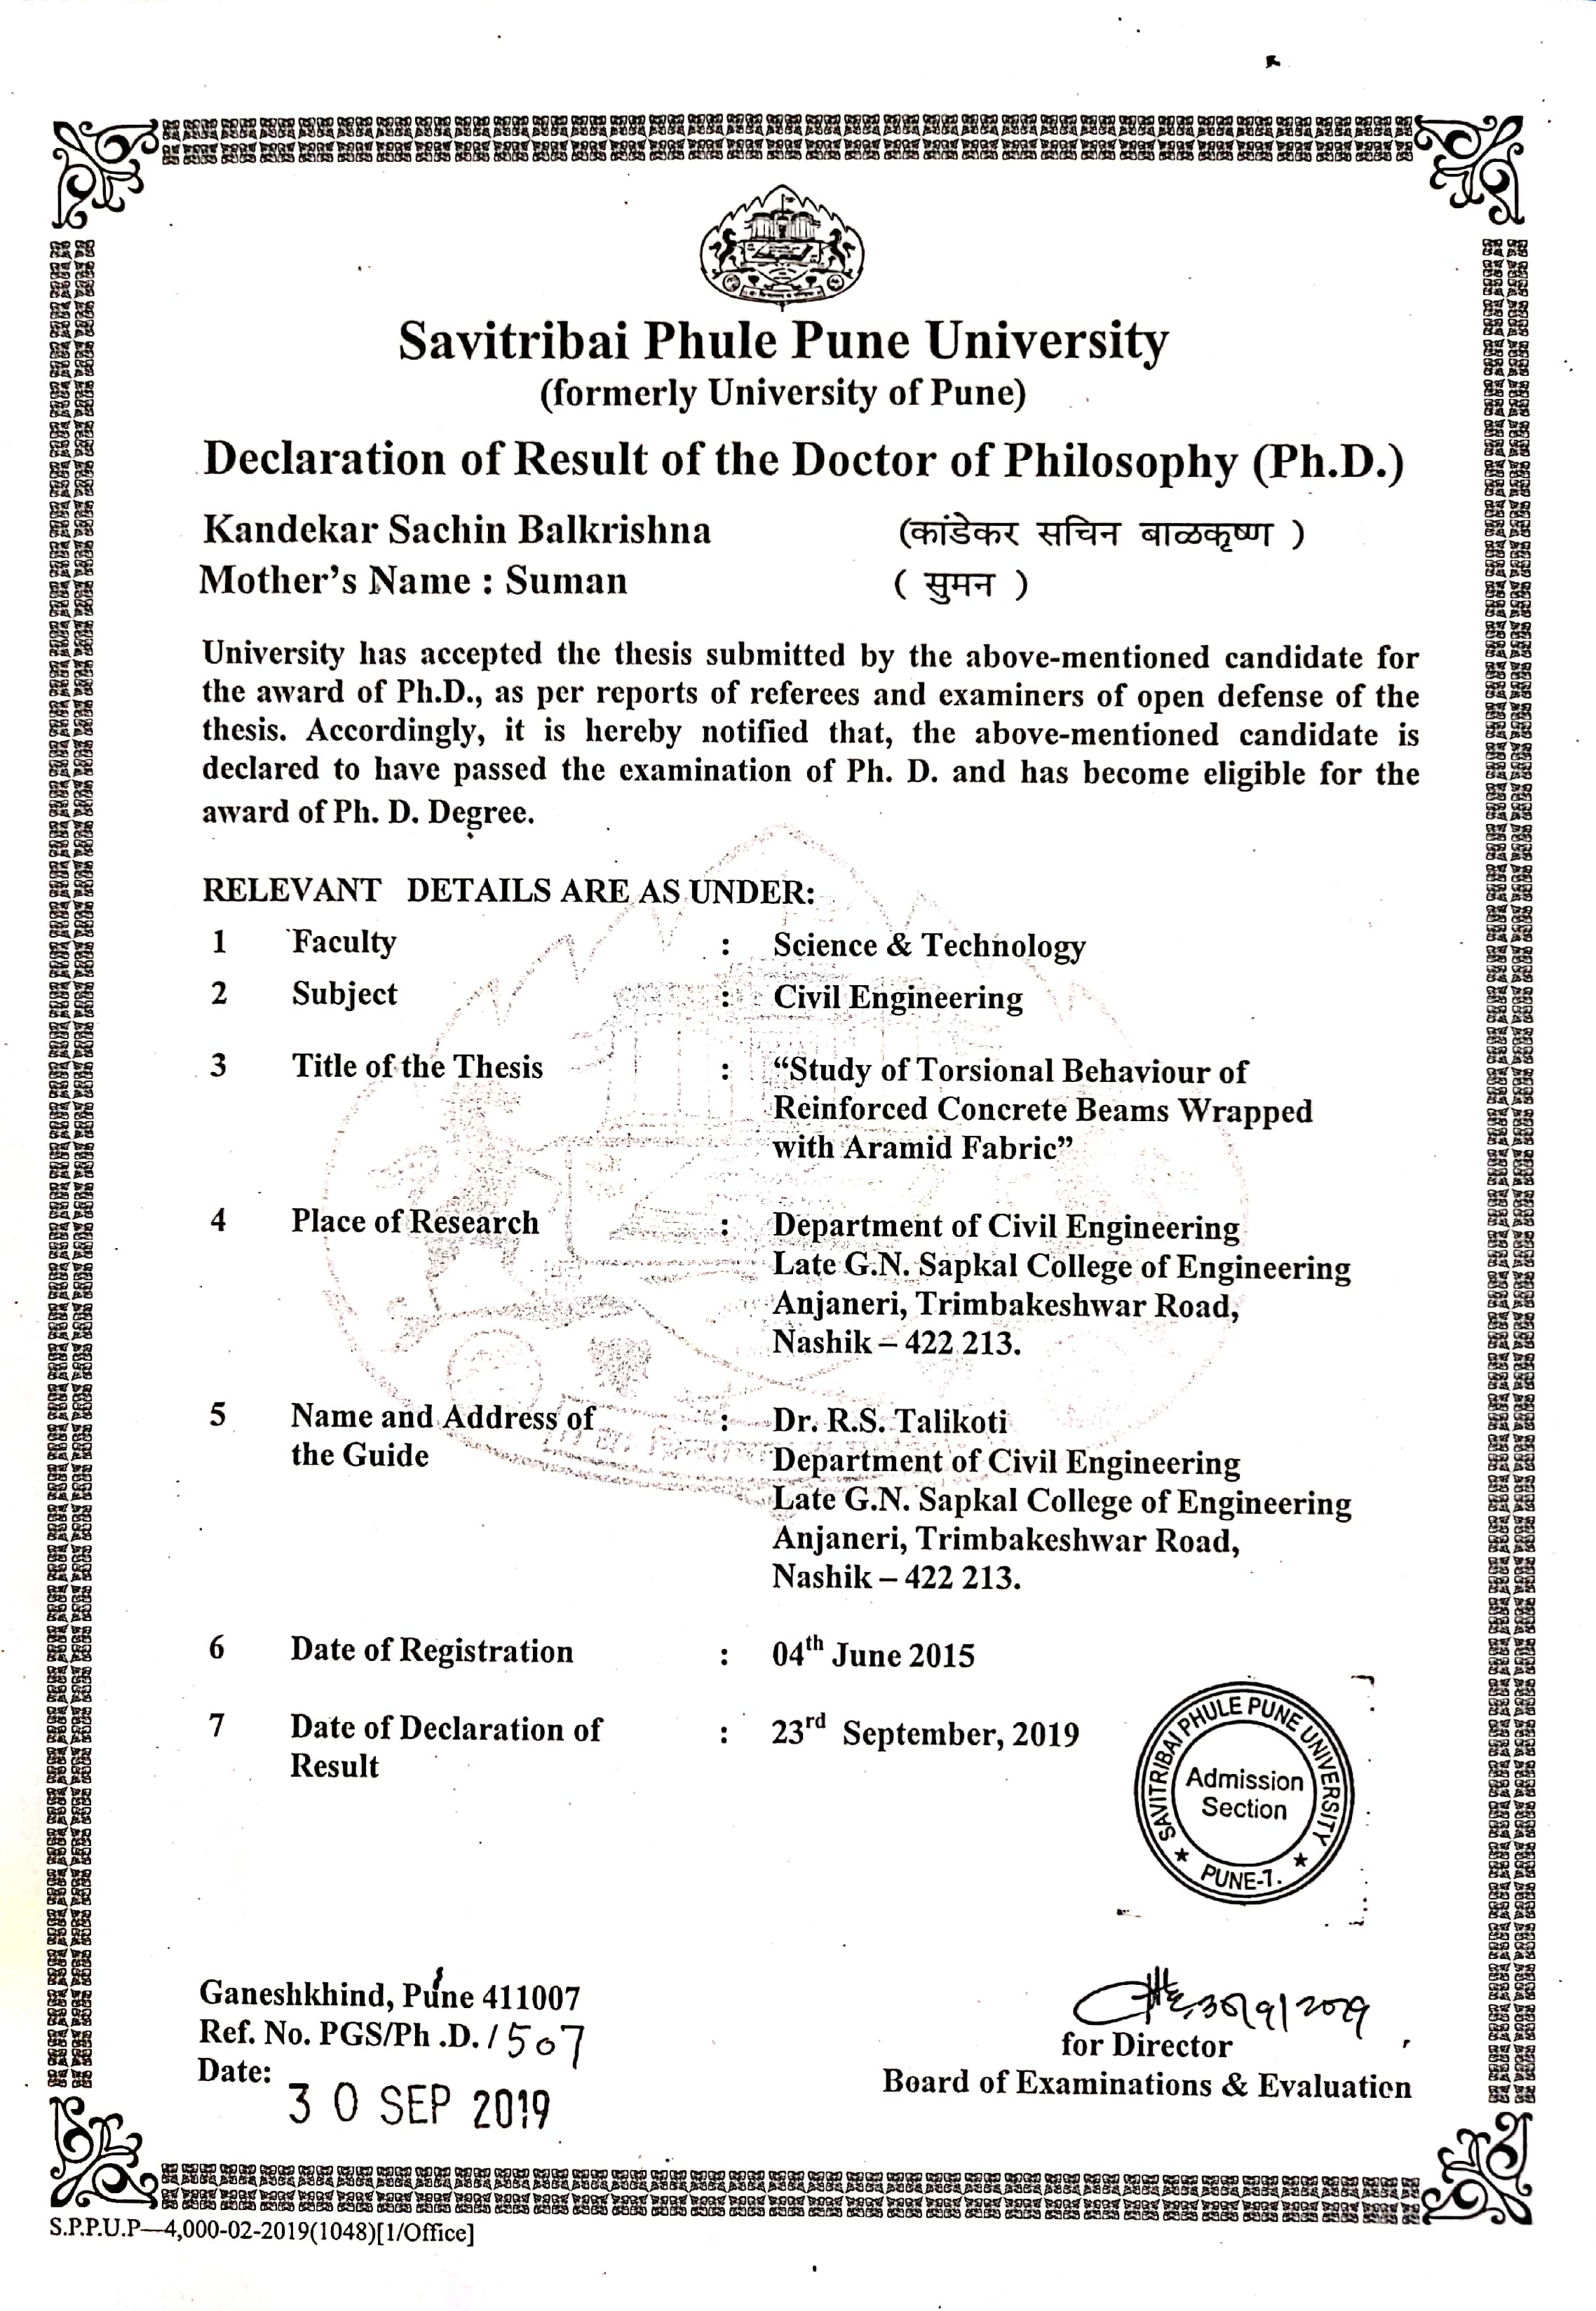 Savitribai Phule Pune University
(formerly University of Pune)
Declaration of Result of the Doctor of Philosophy (Ph.D.)
Kandekar Sachin Balkrishna (कांडेकर सचिन बाळकृष्ण )
Mother's Name : Suman ( सुमन )
University has accepted the thesis submitted by the above-mentioned candidate for
the award of Ph.D., as per reports of referees and examiners of open defense of the
thesis. Accordingly, it is hereby notified that, the above-mentioned candidate is
declared to have passed the examination of Ph. D. and has become eligible for the
award of Ph. D. Degree.
RELEVANT DETAILS ARE AS UNDER:
1 Faculty : Science & Technology
2 Subject : Civil Engineering
3 Title of the Thesis : “Study of Torsional Behaviour of
Reinforced Concrete Beams Wrapped
with Aramid Fabric”
4 Place of Research : Department of Civil Engineering
Late G.N. Sapkal College of Engineering
Anjaneri, Trimbakeshwar Road,
Nashik – 422 213.
5 Name and Address of : Dr. R.S. Talikoti
the Guide Department of Civil Engineering
Late G.N. Sapkal College of Engineering
Anjaneri, Trimbakeshwar Road,
Nashik – 422 213.
6 Date of Registration : 04th June 2015
7 Date of Declaration of : 23rd September, 2019
Result
SAVITRIBAI PHULE PUNE UNIVERSITY
Admission
Section
★ PUNE-7. ★
Ganeshkhind, Pune 411007
Ref. No. PGS/Ph .D. / 507
Date:
30 SEP 2019
30/9/2019
for Director
Board of Examinations & Evaluation
S.P.P.U.P—4,000-02-2019(1048)[1/Office]